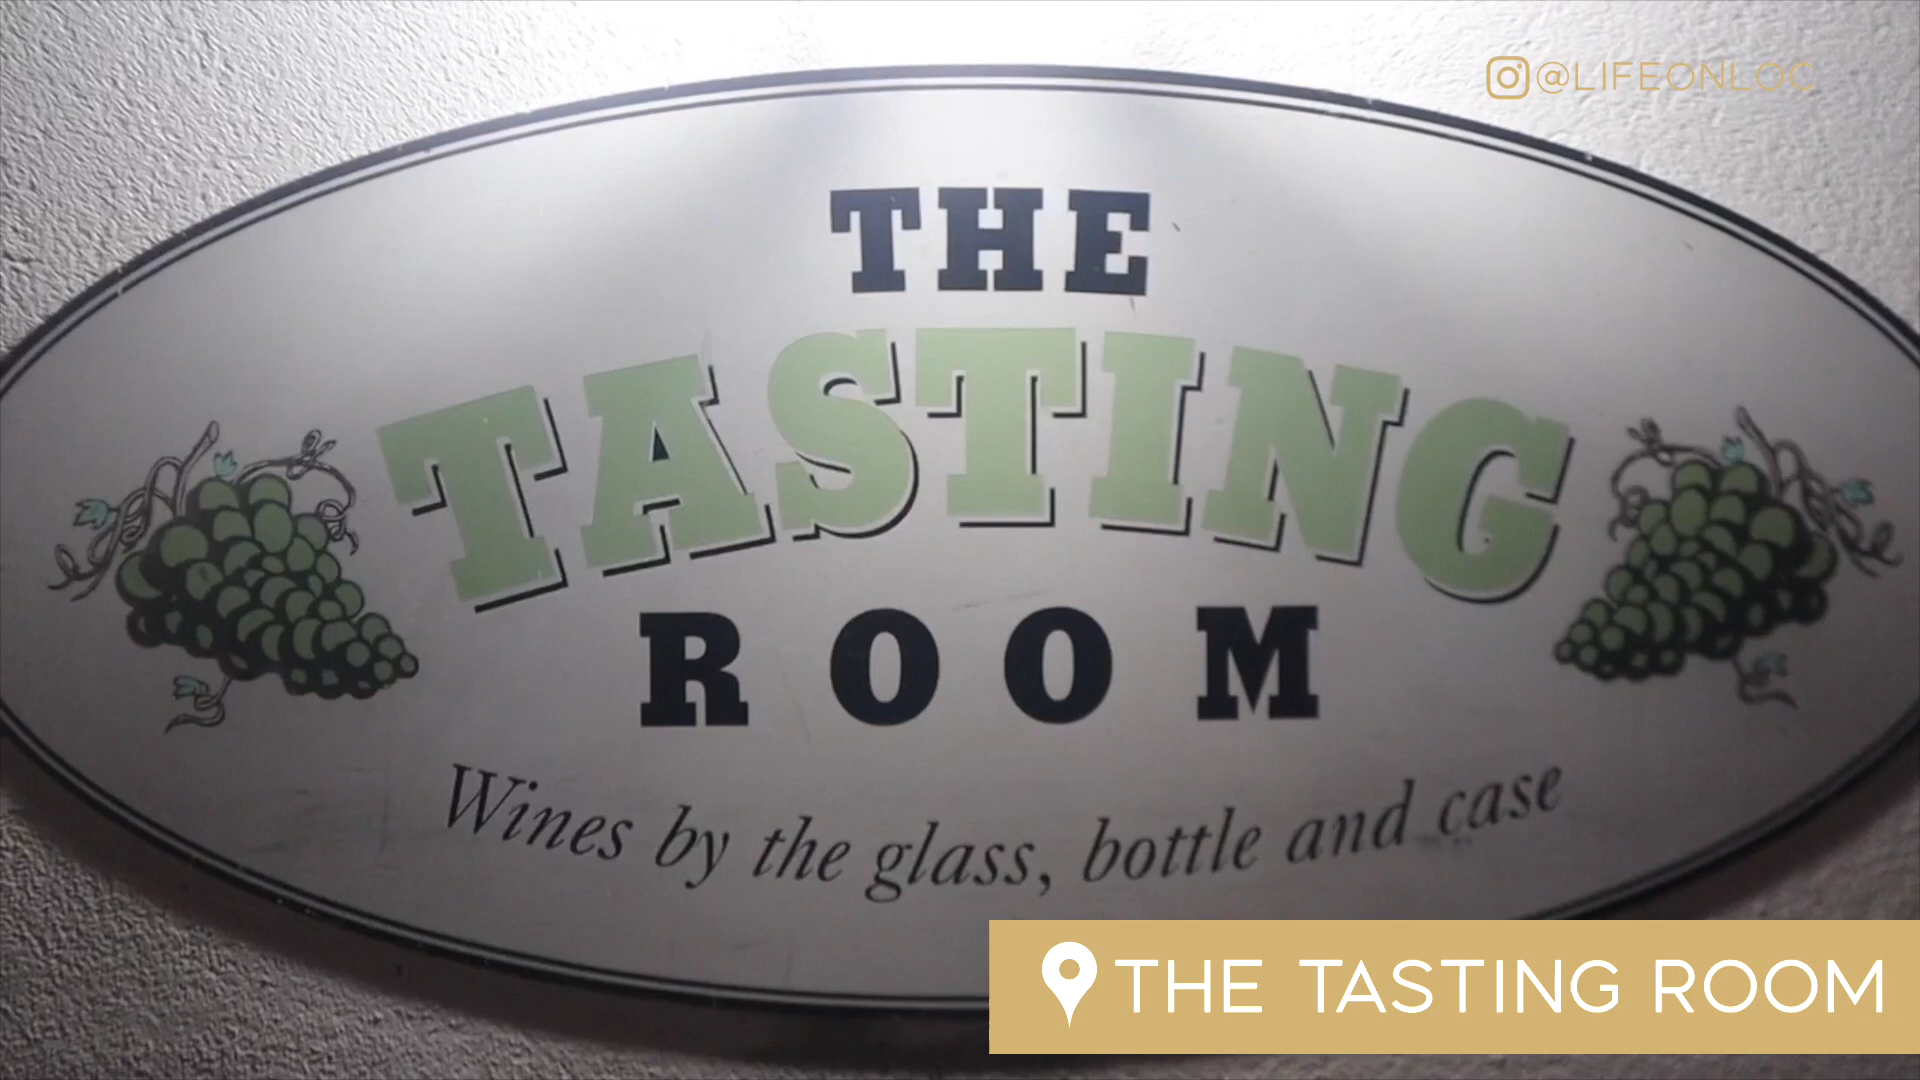 @LIFEONLOC
THE
TASTING
ROOM
Wines by the glass, bottle and case
THE TASTING ROOM